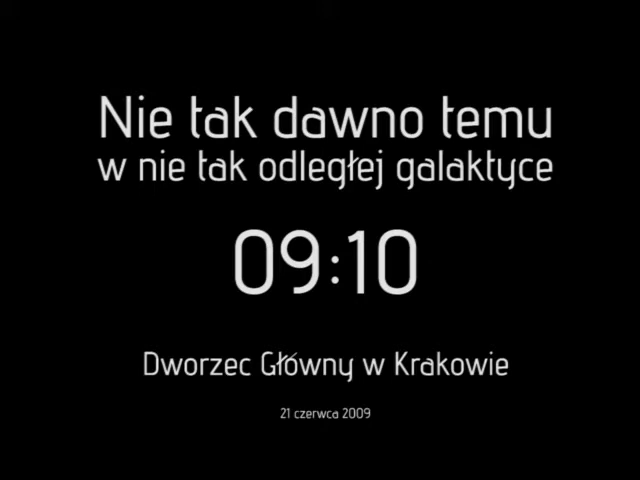 Nie tak dawno temu
w nie tak odległej galaktyce
09:10
Dworzec Główny w Krakowie
21 czerwca 2009